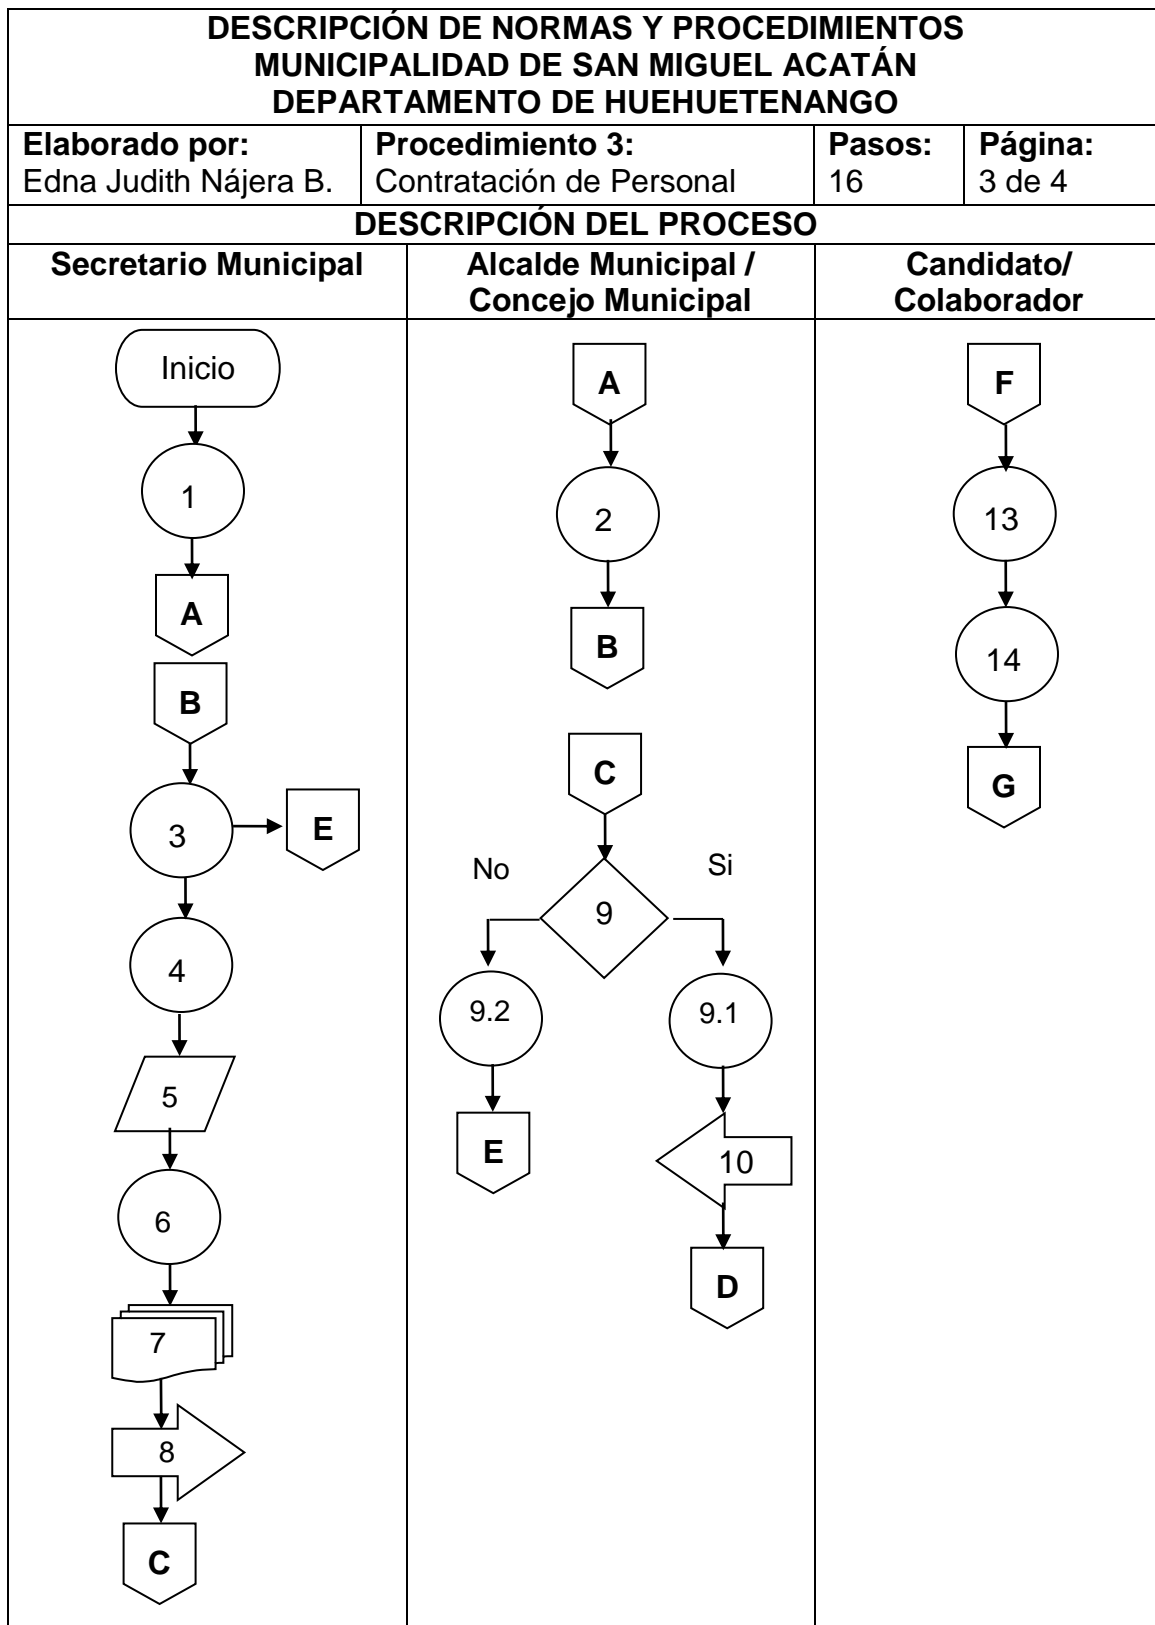 DESCRIPCIÓN DE NORMAS Y PROCEDIMIENTOS
MUNICIPALIDAD DE SAN MIGUEL ACATÁN
DEPARTAMENTO DE HUEHUETENANGO
Elaborado por:
Edna Judith Nájera B.
Procedimiento 3:
Contratación de Personal
Pasos:
16
Página:
3 de 4
DESCRIPCIÓN DEL PROCESO
Secretario Municipal
Alcalde Municipal /
Concejo Municipal
Candidato/
Colaborador
Inicio
1
A
B
3
E
4
5
6
7
8
C
A
2
B
C
No
Si
9
9.2
9.1
E
10
D
F
13
14
G